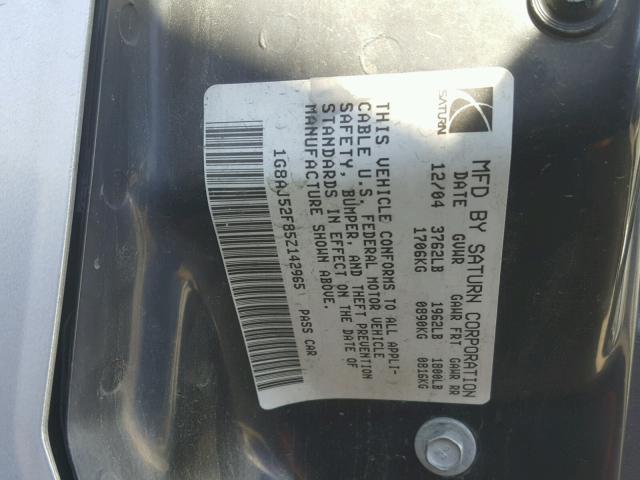 SATURN
MFD BY SATURN CORPORATION
DATE GVWR GAWR FRT GAWR RR
12/04 3762LB 1962LB 1800LB
1706KG 0890KG 0816KG
THIS VEHICLE CONFORMS TO ALL APPLI-
CABLE U.S. FEDERAL MOTOR VEHICLE
SAFETY, BUMPER, AND THEFT PREVENTION
STANDARDS IN EFFECT ON THE DATE OF
MANUFACTURE SHOWN ABOVE.
1G8AJ52F85Z142965 PASS CAR